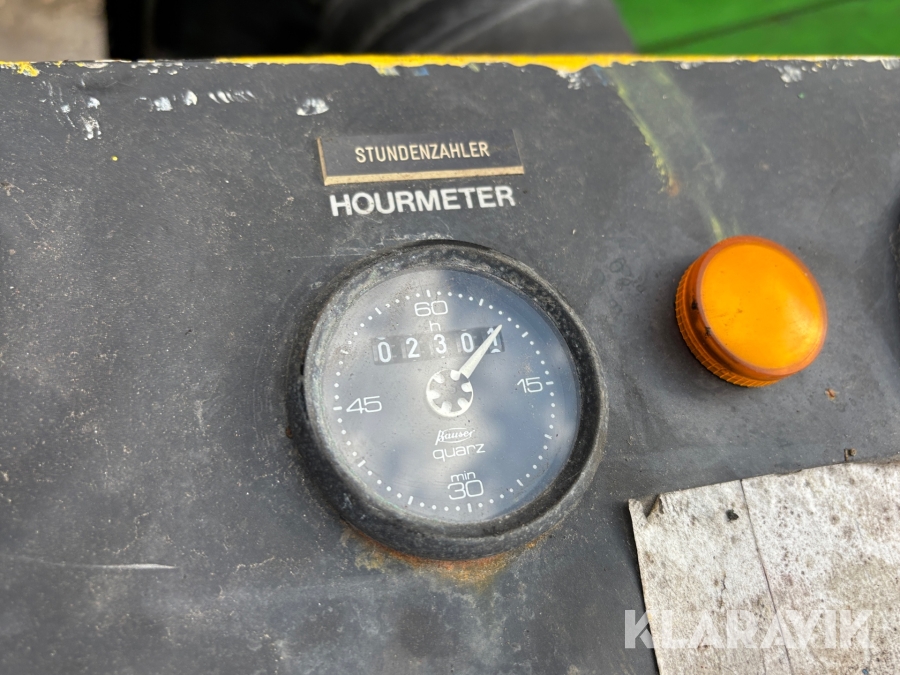 STUNDENZAHLER
HOURMETER
60
h
0230
15
45
Hauser
quarz
min
30
KLARAVIK